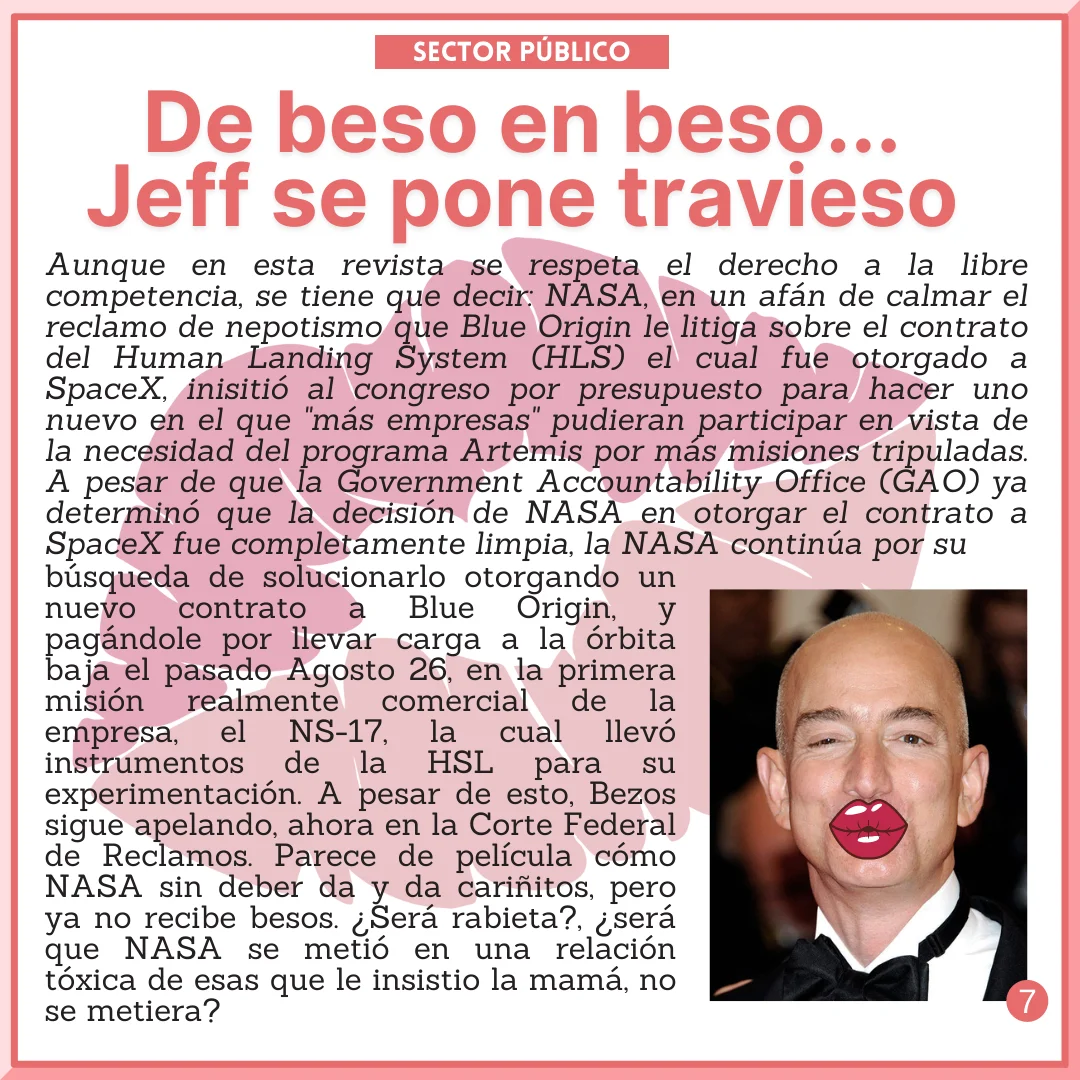 SECTOR PÚBLICO
De beso en beso...
Jeff se pone travieso
Aunque en esta revista se respeta el derecho a la libre
competencia, se tiene que decir: NASA, en un afán de calmar el
reclamo de nepotismo que Blue Origin le litiga sobre el contrato
del Human Landing System (HLS) el cual fue otorgado a
SpaceX, inisitió al congreso por presupuesto para hacer uno
nuevo en el que "más empresas" pudieran participar en vista de
la necesidad del programa Artemis por más misiones tripuladas.
A pesar de que la Government Accountability Office (GAO) ya
determinó que la decisión de NASA en otorgar el contrato a
SpaceX fue completamente limpia, la NASA continúa por su
búsqueda de solucionarlo otorgando un
nuevo contrato a Blue Origin, y
pagándole por llevar carga a la órbita
baja el pasado Agosto 26, en la primera
misión realmente comercial de la
empresa, el NS-17, la cual llevó
instrumentos de la HSL para su
experimentación. A pesar de esto, Bezos
sigue apelando, ahora en la Corte Federal
de Reclamos. Parece de película cómo
NASA sin deber da y da cariñitos, pero
ya no recibe besos. ¿Será rabieta?, ¿será
que NASA se metió en una relación
tóxica de esas que le insistio la mamá, no
se metiera?
7